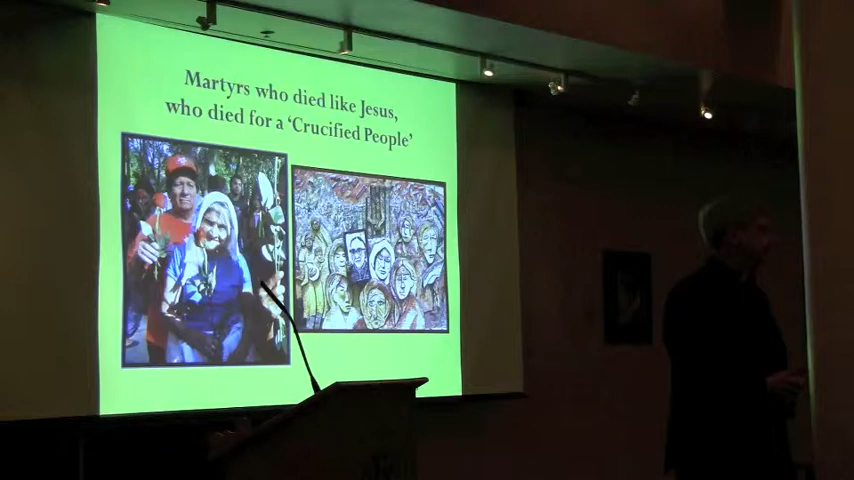 Martyrs who died like Jesus,
who died for a ‘Crucified People’